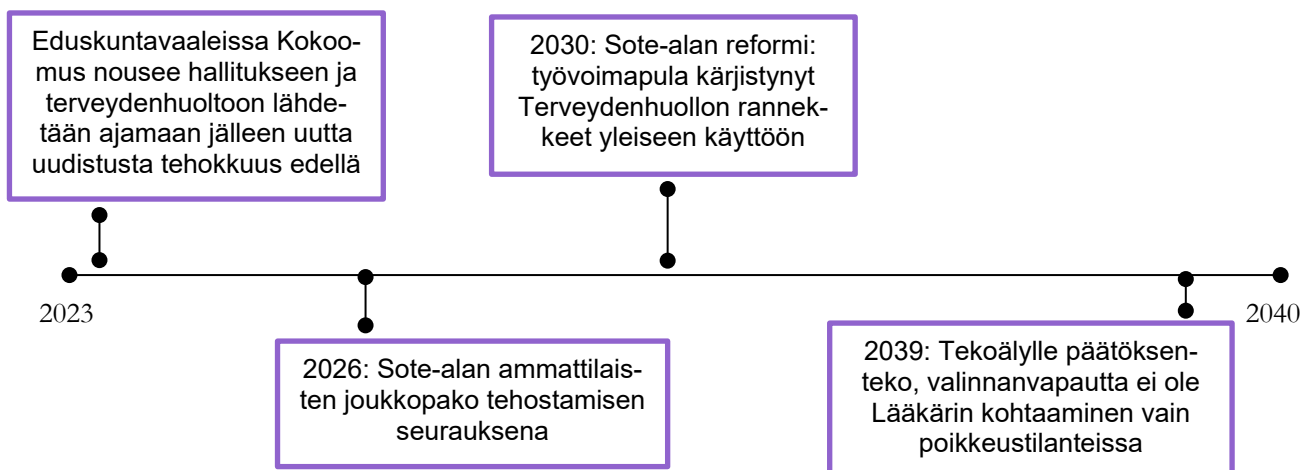 Eduskuntavaaleissa Kokoo-
mus nousee hallitukseen ja
terveydenhuoltoon lähde-
tään ajamaan jälleen uutta
uudistusta tehokkuus edellä
2030: Sote-alan reformi:
työvoimapula kärjistynyt
Terveydenhuollon rannek-
keet yleiseen käyttöön
2023
2040
2026: Sote-alan ammattilais-
ten joukkopako tehostamisen
seurauksena
2039: Tekoälylle päätöksen-
teko, valinnanvapautta ei ole
Lääkärin kohtaaminen vain
poikkeustilanteissa